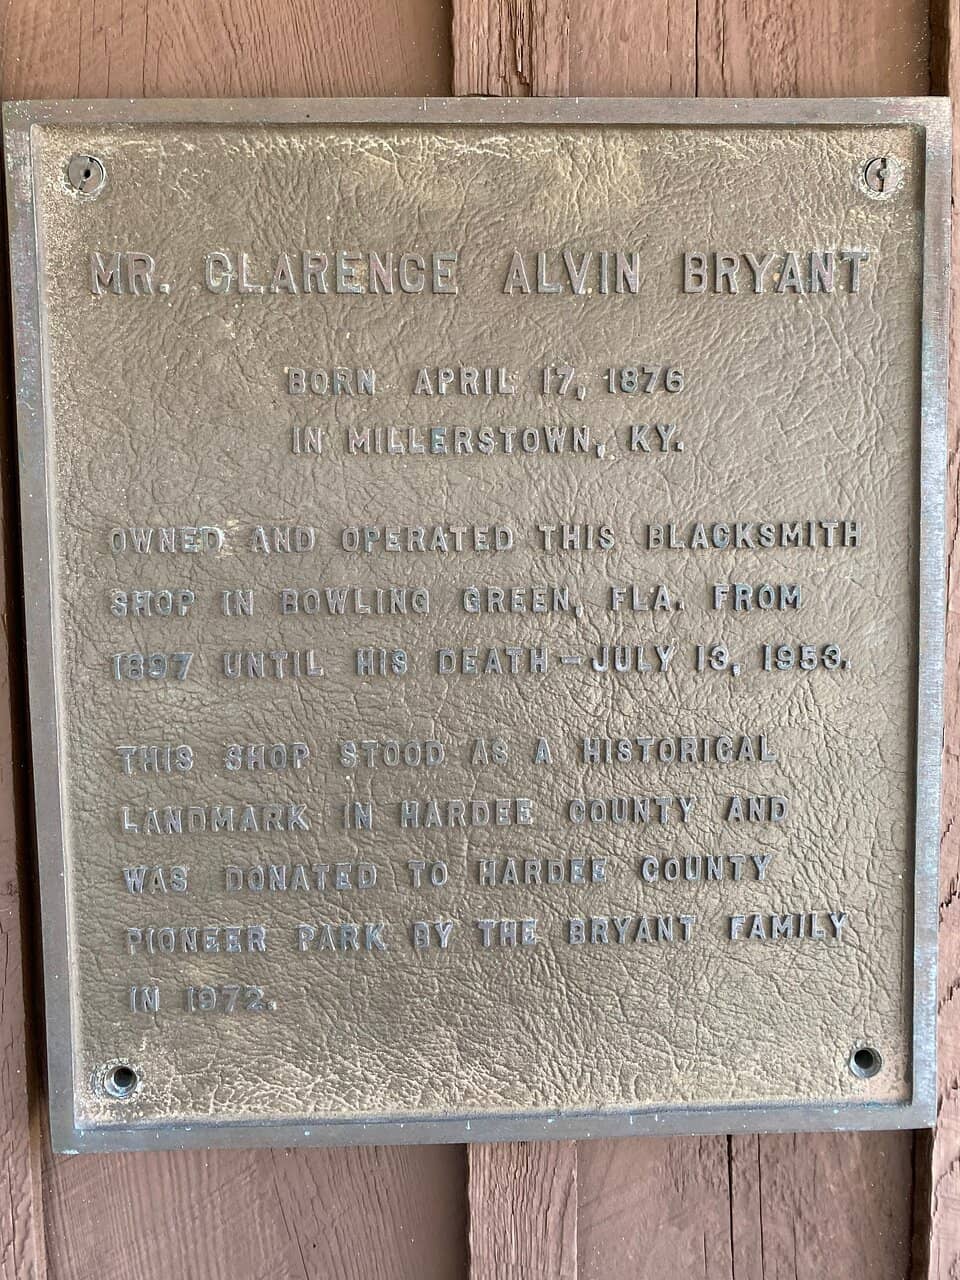 MR. CLARENCE ALVIN BRYANT
BORN APRIL 17, 1876
IN MILLERSTOWN, KY.
OWNED AND OPERATED THIS BLACKSMITH
SHOP IN BOWLING GREEN, FLA. FROM
1897 UNTIL HIS DEATH—JULY 13, 1953.
THIS SHOP STOOD AS A HISTORICAL
LANDMARK IN HARDEE COUNTY AND
WAS DONATED TO HARDEE COUNTY
PIONEER PARK BY THE BRYANT FAMILY
IN 1972.